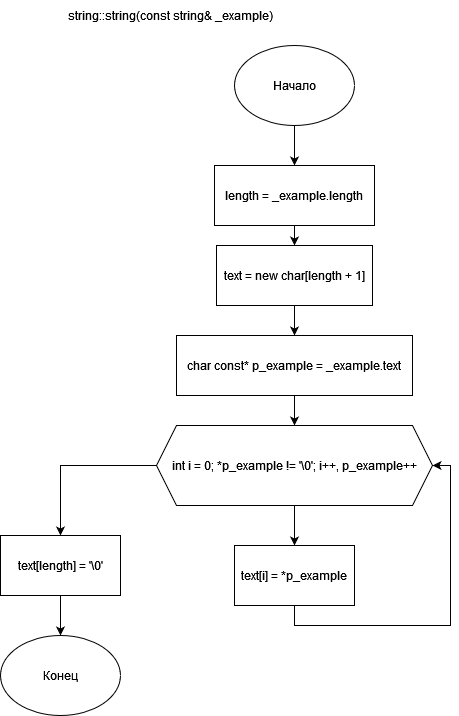 string::string(const string& _example)
Начало
length = _example.length
text = new char[length + 1]
char const* p_example = _example.text
int i = 0; *p_example != '\0'; i++, p_example++
text[length] = '\0'
text[i] = *p_example
Конец